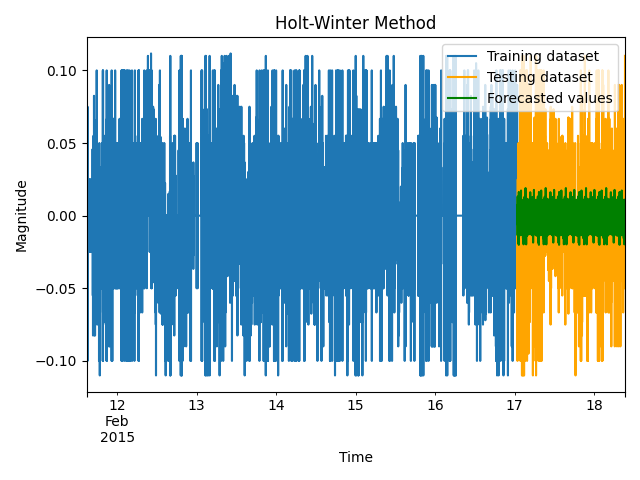 Holt-Winter Method
Training dataset
Testing dataset
Forecasted values
Magnitude
0.10
0.05
0.00
−0.05
−0.10
12 13 14 15 16 17 18
Feb
2015
Time